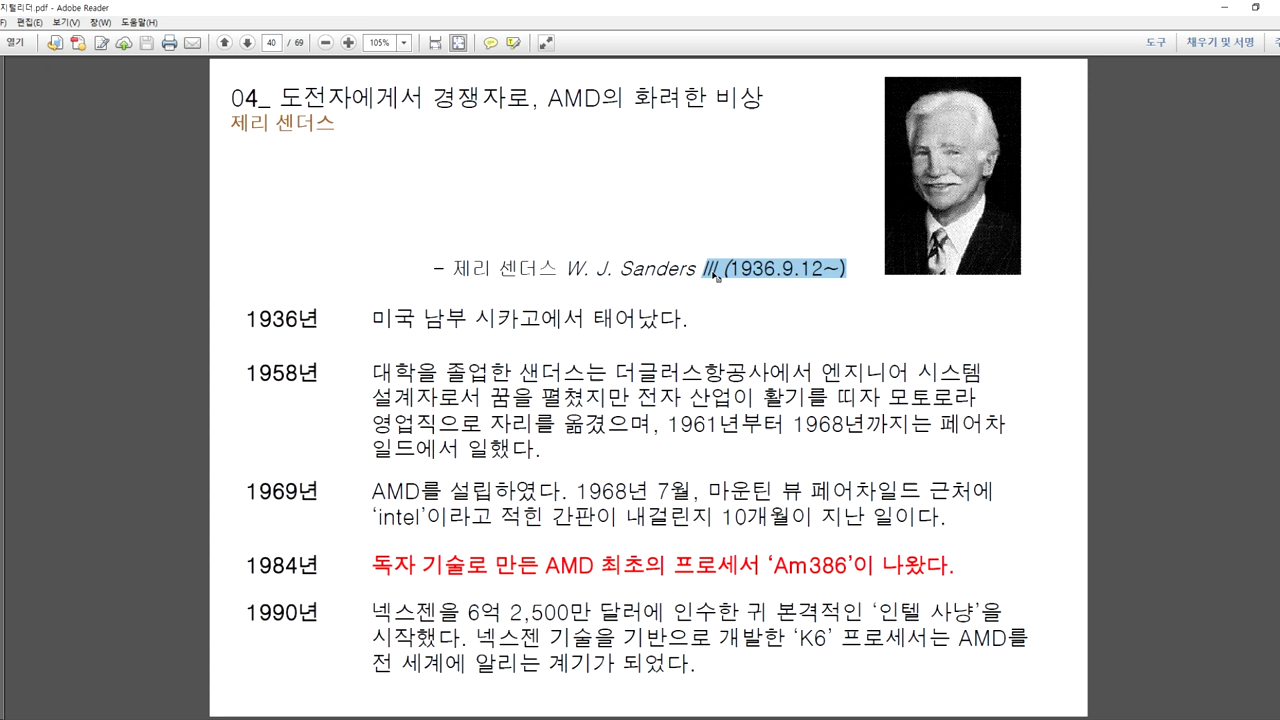 지털리더.pdf - Adobe Reader
F) 편집(E) 보기(V) 창(W) 도움말(H)
열기 40 / 69 105% 도구 채우기 및 서명
04_ 도전자에게서 경쟁자로, AMD의 화려한 비상
제리 센더스
– 제리 센더스 W. J. Sanders III (1936.9.12~)
1936년 미국 남부 시카고에서 태어났다.
1958년 대학을 졸업한 샌더스는 더글러스항공사에서 엔지니어 시스템
설계자로서 꿈을 펼쳤지만 전자 산업이 활기를 띠자 모토로라
영업직으로 자리를 옮겼으며, 1961년부터 1968년까지는 페어차
일드에서 일했다.
1969년 AMD를 설립하였다. 1968년 7월, 마운틴 뷰 페어차일드 근처에
‘intel’이라고 적힌 간판이 내걸린지 10개월이 지난 일이다.
1984년 독자 기술로 만든 AMD 최초의 프로세서 ‘Am386’이 나왔다.
1990년 넥스젠을 6억 2,500만 달러에 인수한 귀 본격적인 ‘인텔 사냥’을
시작했다. 넥스젠 기술을 기반으로 개발한 ‘K6’ 프로세서는 AMD를
전 세계에 알리는 계기가 되었다.